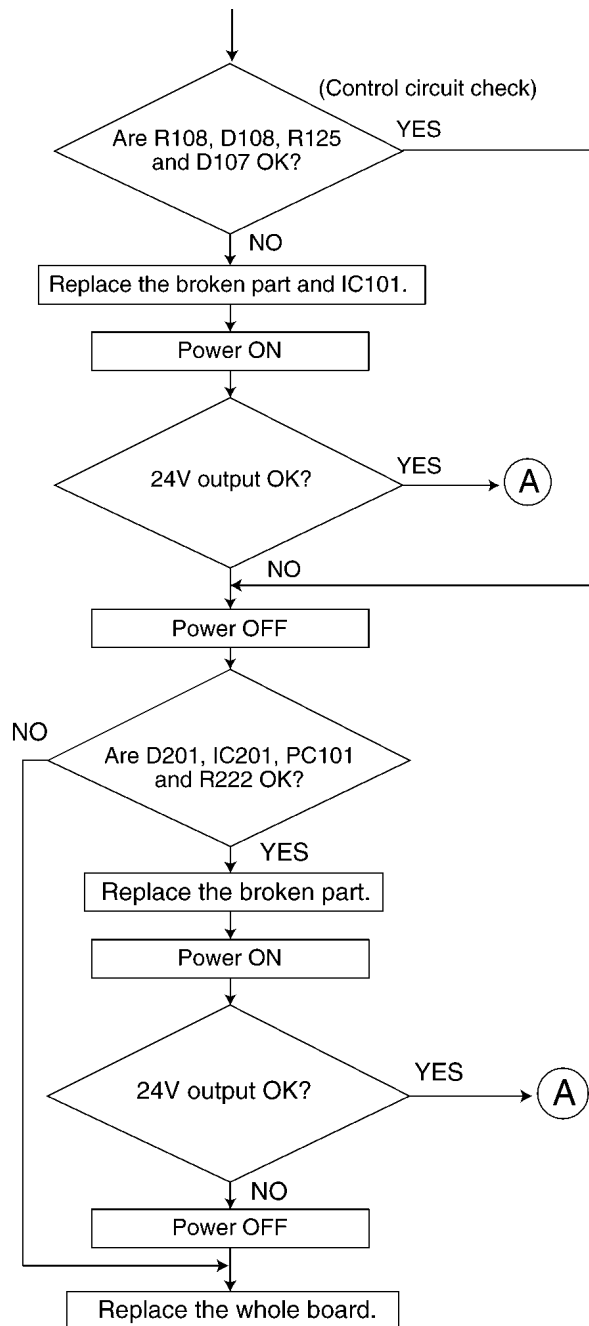 (Control circuit check)
Are R108, D108, R125
and D107 OK?
YES
NO
Replace the broken part and IC101.
Power ON
24V output OK?
YES
A
NO
Power OFF
NO
Are D201, IC201, PC101
and R222 OK?
YES
Replace the broken part.
Power ON
24V output OK?
YES
A
NO
Power OFF
Replace the whole board.